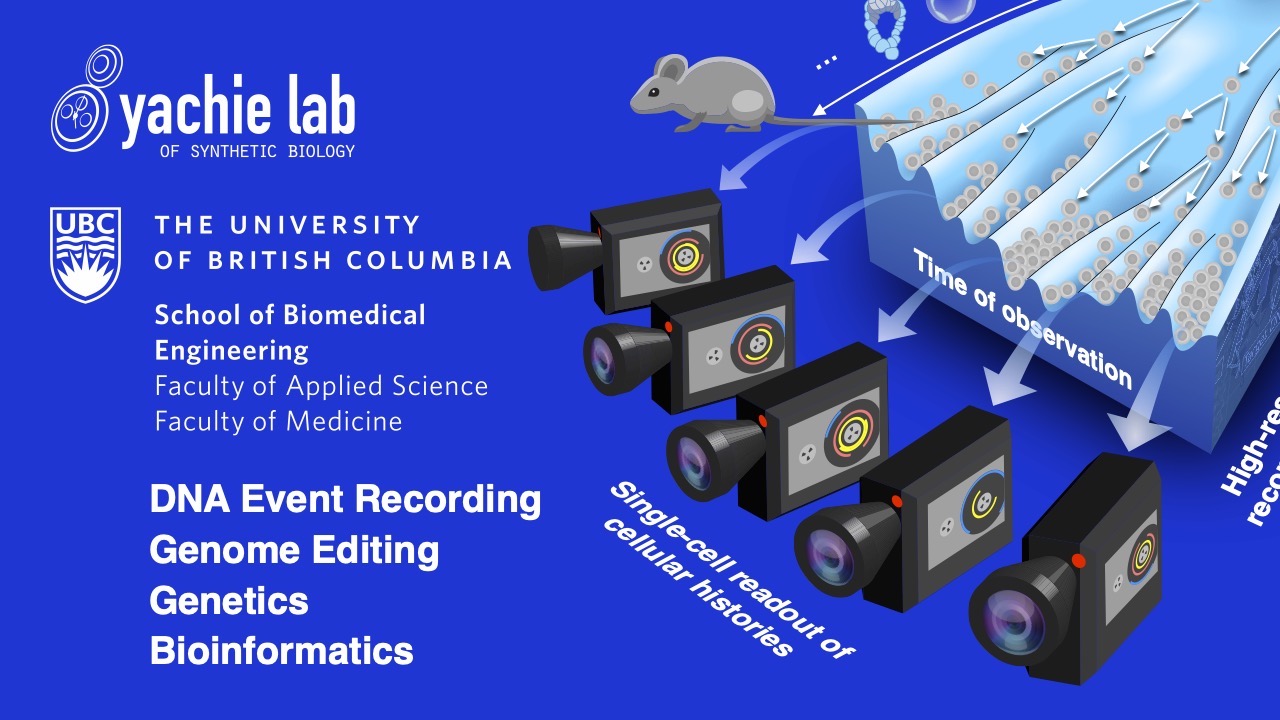 yachie lab
OF SYNTHETIC BIOLOGY
UBC
THE UNIVERSITY
OF BRITISH COLUMBIA
School of Biomedical
Engineering
Faculty of Applied Science
Faculty of Medicine
DNA Event Recording
Genome Editing
Genetics
Bioinformatics
...
Time of observation
Single-cell readout of
cellular histories